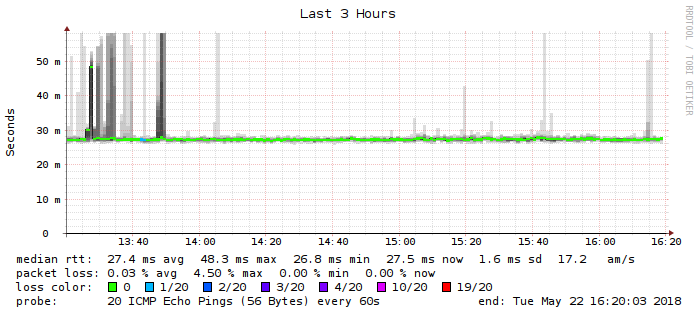 Last 3 Hours
RRDTOOL / TOBI OETIKER
Seconds
50 m
40 m
30 m
20 m
10 m
0
13:40 14:00 14:20 14:40 15:00 15:20 15:40 16:00 16:20
median rtt: 27.4 ms avg 48.3 ms max 26.8 ms min 27.5 ms now 1.6 ms sd 17.2 am/s
packet loss: 0.03 % avg 4.50 % max 0.00 % min 0.00 % now
loss color: 0 1/20 2/20 3/20 4/20 10/20 19/20
probe: 20 ICMP Echo Pings (56 Bytes) every 60s end: Tue May 22 16:20:03 2018